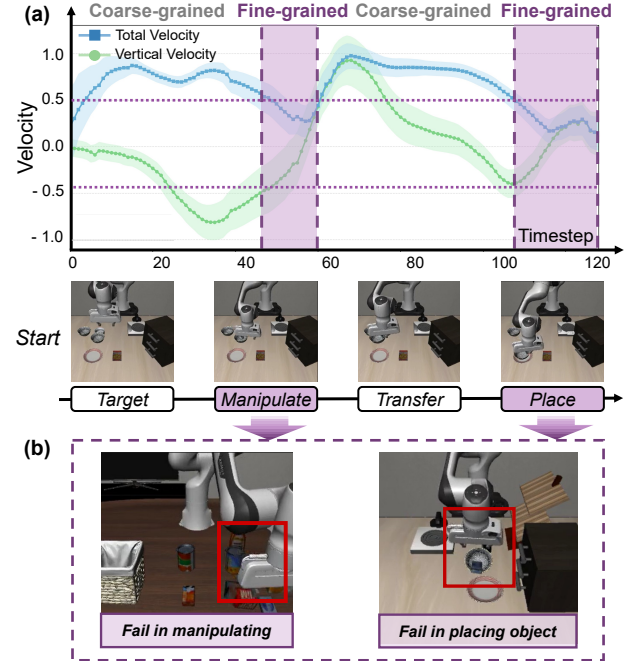 (a)
Coarse-grained Fine-grained Coarse-grained Fine-grained
Total Velocity
Vertical Velocity
Velocity
1.0
0.5
0.0
- 0.5
- 1.0
Timestep
0 20 40 60 80 100 120
Start
Target Manipulate Transfer Place
(b)
Fail in manipulating Fail in placing object